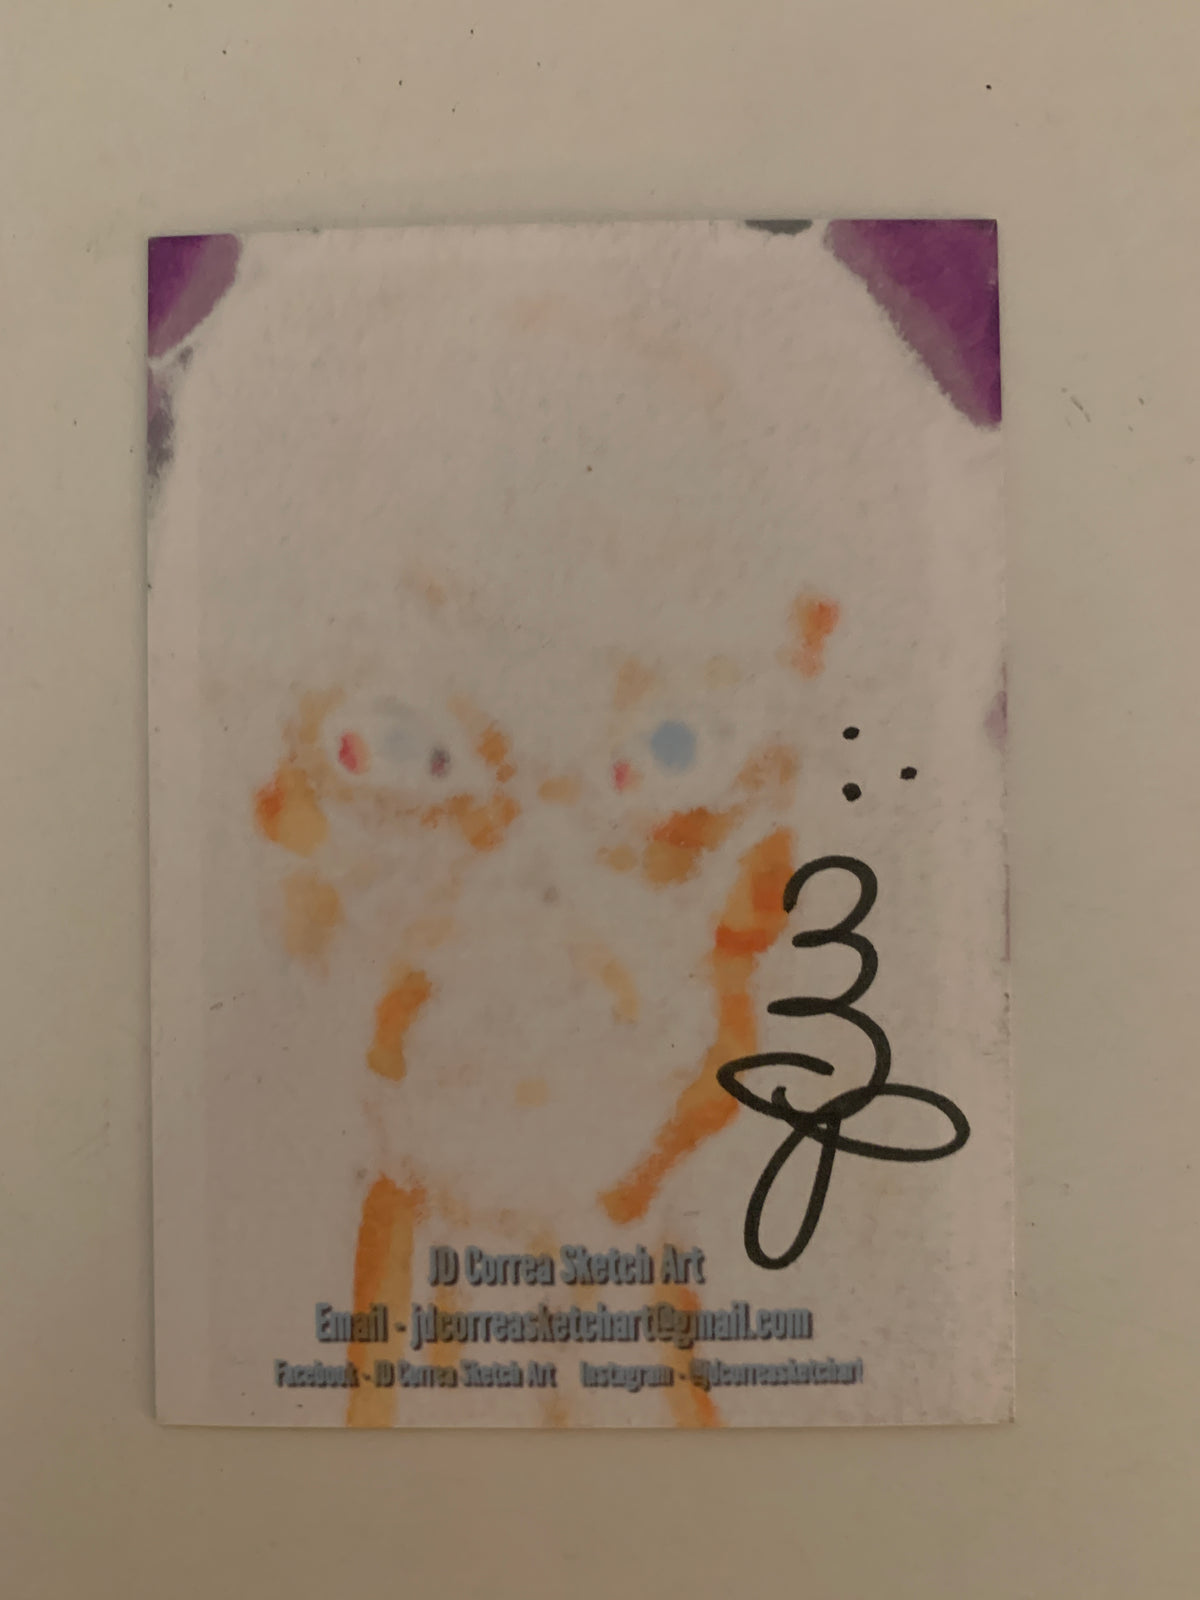 JD Correa Sketch Art
Email - jdcorreasketchart@gmail.com
Facebook - JD Correa Sketch Art Instagram - @jdcorreasketchart